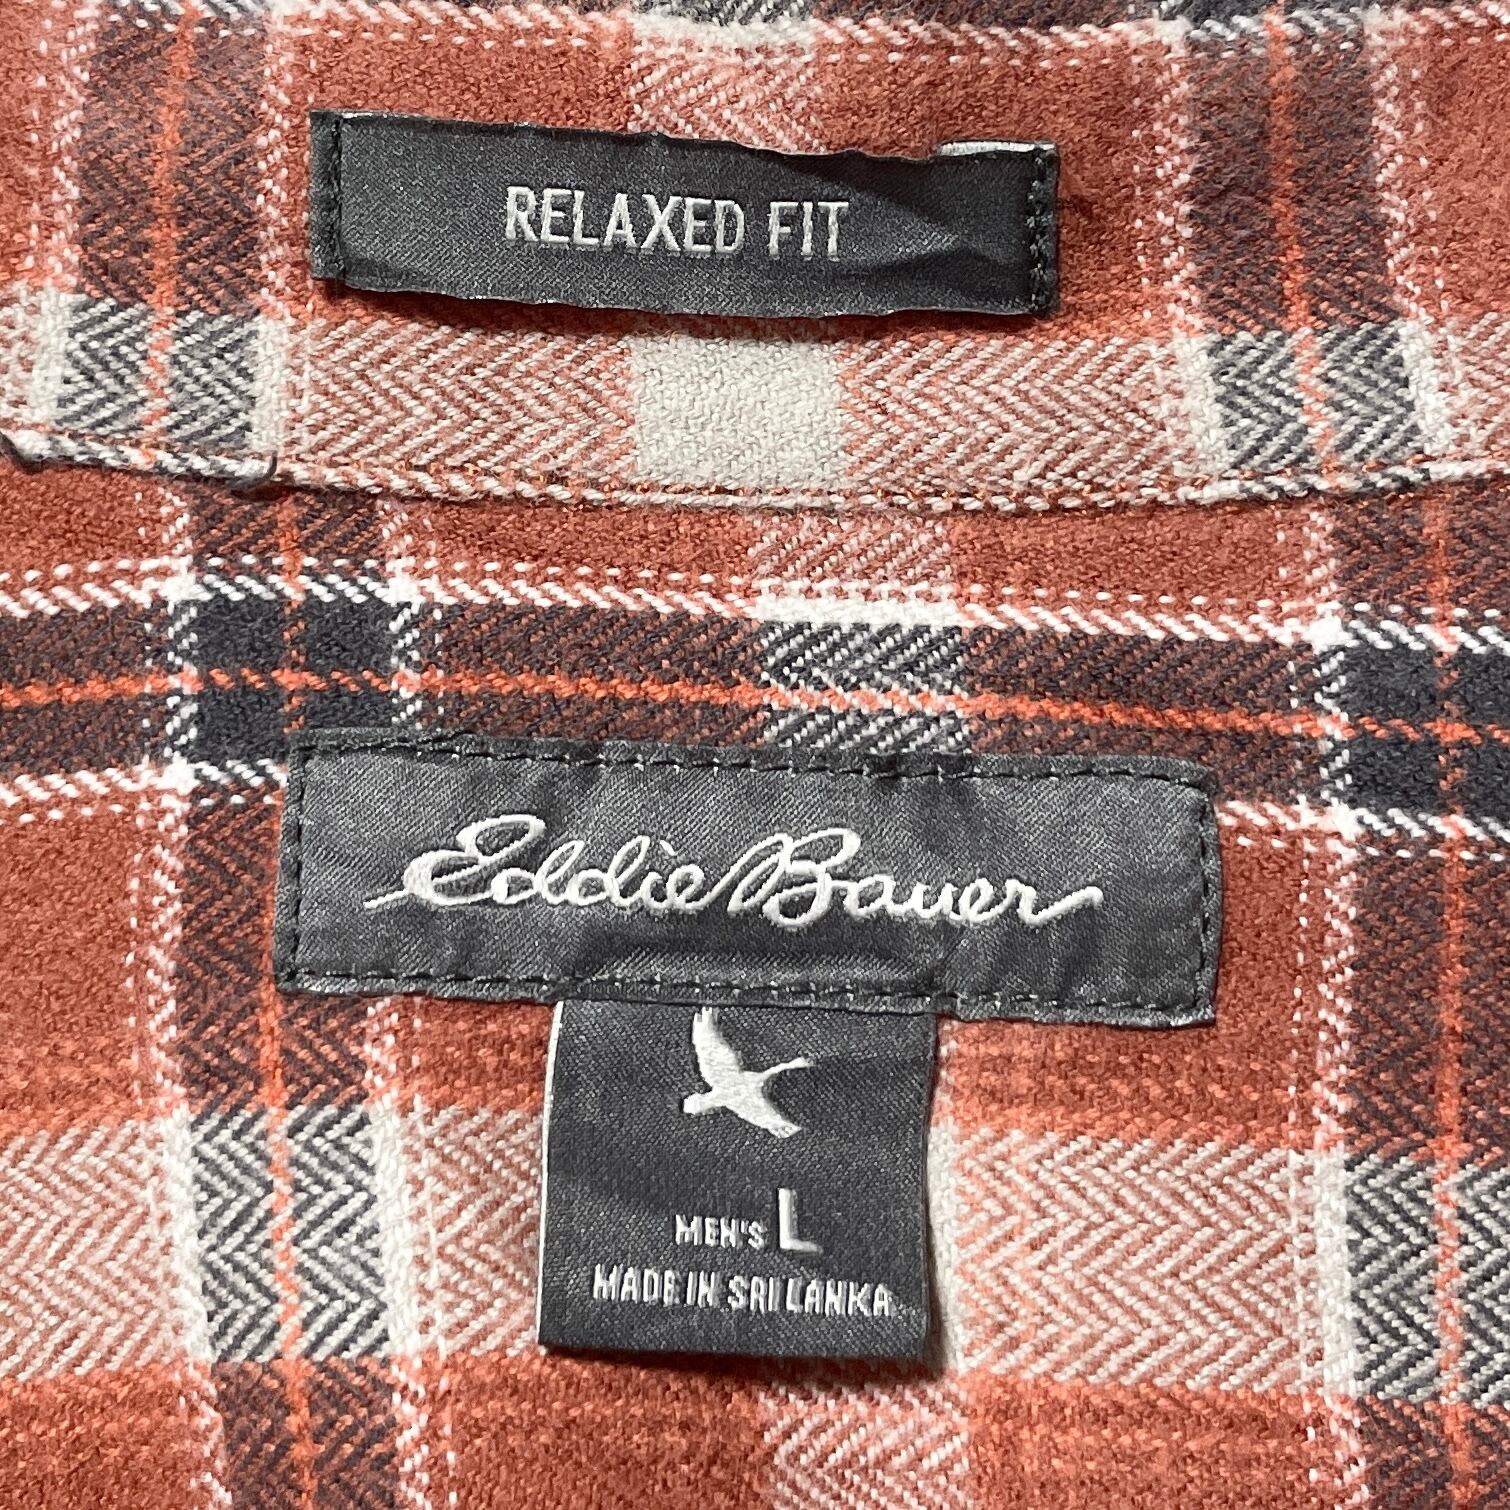 RELAXED FIT
Eddie Bauer
MEN'S L
MADE IN SRI LANKA